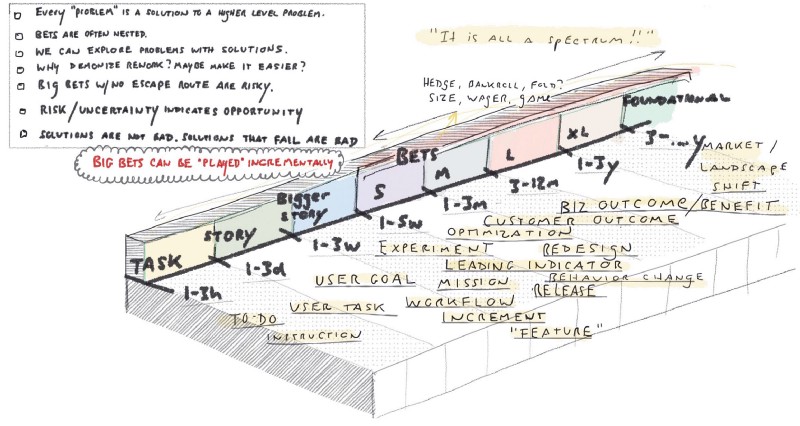 Every "problem" is a solution to a higher level problem.
Bets are often nested.
We can explore problems with solutions.
Why demonize rework? Maybe make it easier?
Big bets w/no escape route are risky.
Risk/uncertainty indicates opportunity
Solutions are not bad. Solutions that fail are bad
Big bets can be "played" incrementally
"It is all a spectrum!!"
Hedge, bankroll, fold?
Size, wager, game
Task
Story
Bigger
Story
Bets
S
M
L
XL
Foundational
1-3h
1-3d
1-3w
1-5w
1-3m
3-12m
1-3y
3-...y
Market/
Landscape
Shift
Biz outcome/Benefit
Customer outcome
Optimization
Experiment
Redesign
Leading indicator
Behavior change
User goal
Mission
Release
User task
Workflow
Increment
To-do
"Feature"
Instruction